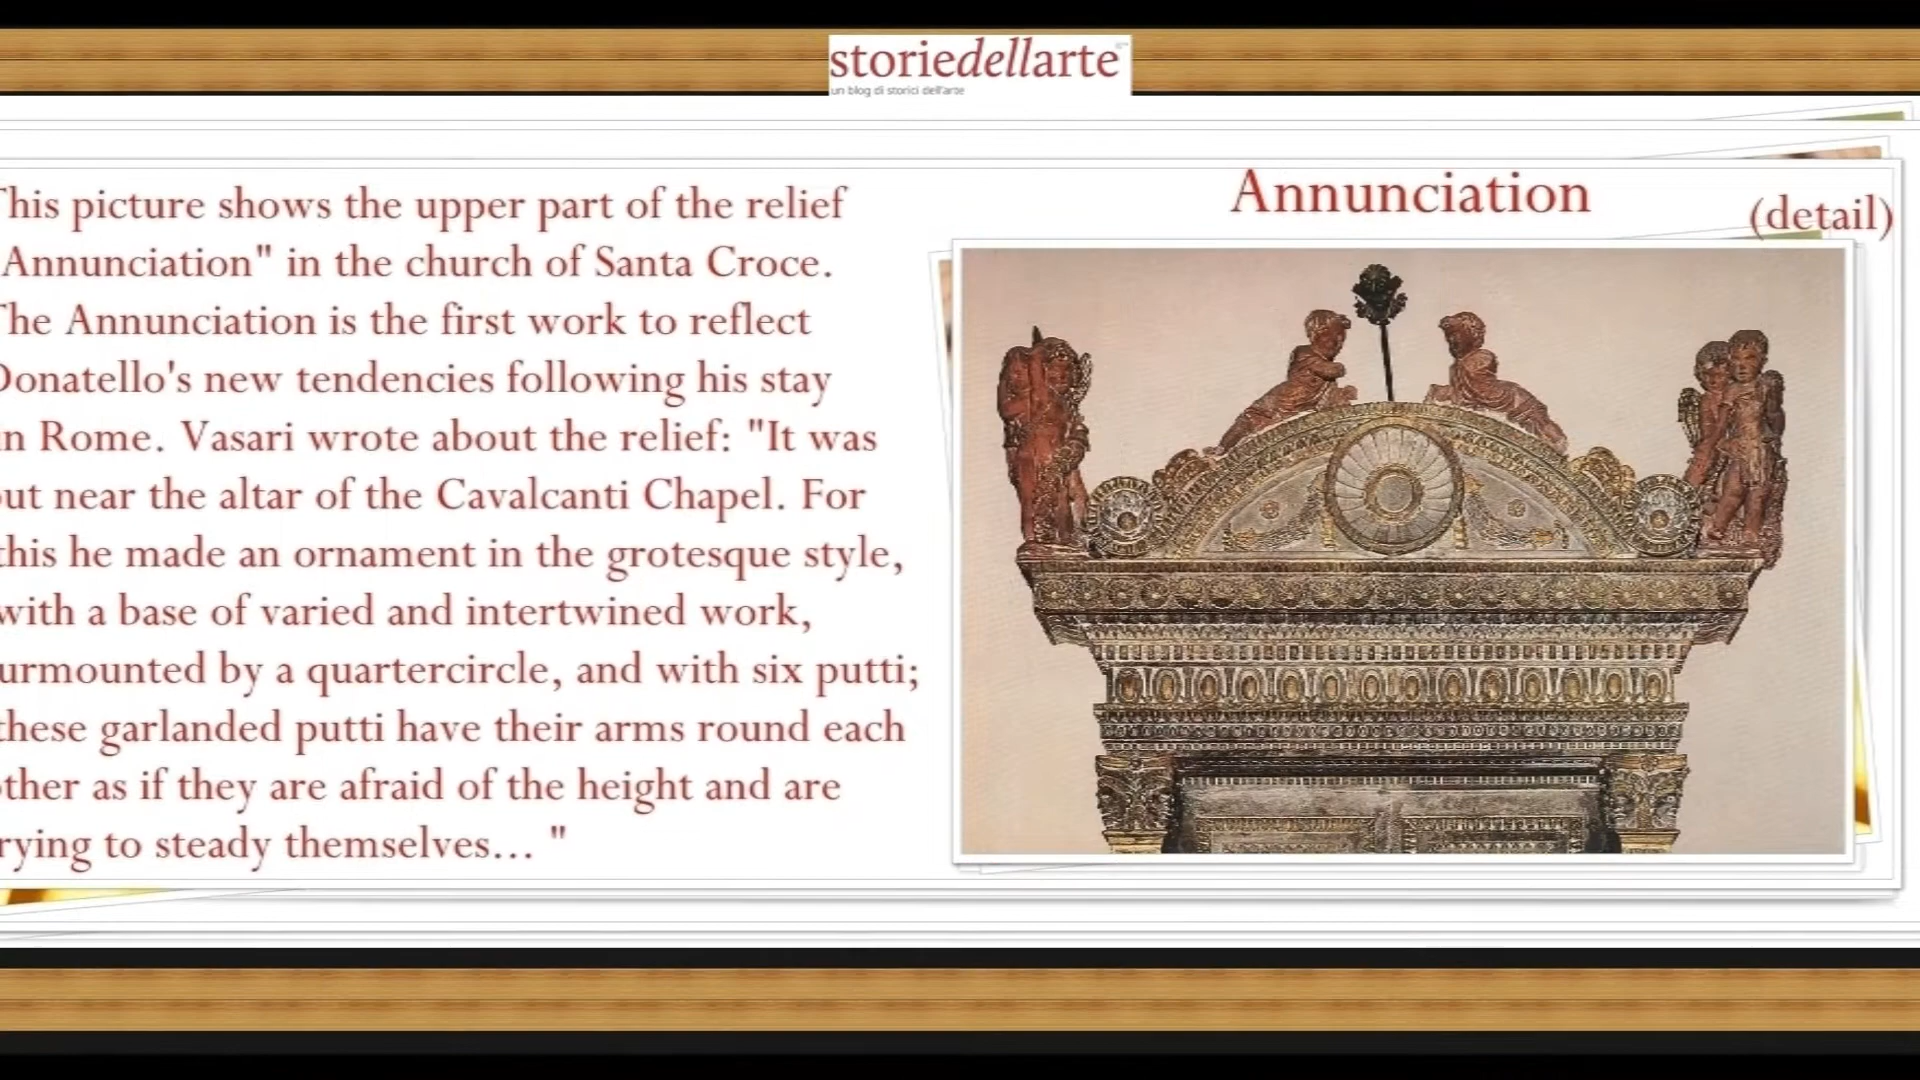 storiedellarte
un blog di storici dell'arte
Annunciation
(detail)
This picture shows the upper part of the relief
Annunciation" in the church of Santa Croce.
The Annunciation is the first work to reflect
Donatello's new tendencies following his stay
in Rome. Vasari wrote about the relief: "It was
put near the altar of the Cavalcanti Chapel. For
this he made an ornament in the grotesque style,
with a base of varied and intertwined work,
urmounted by a quartercircle, and with six putti;
these garlanded putti have their arms round each
other as if they are afraid of the height and are
rying to steady themselves... "